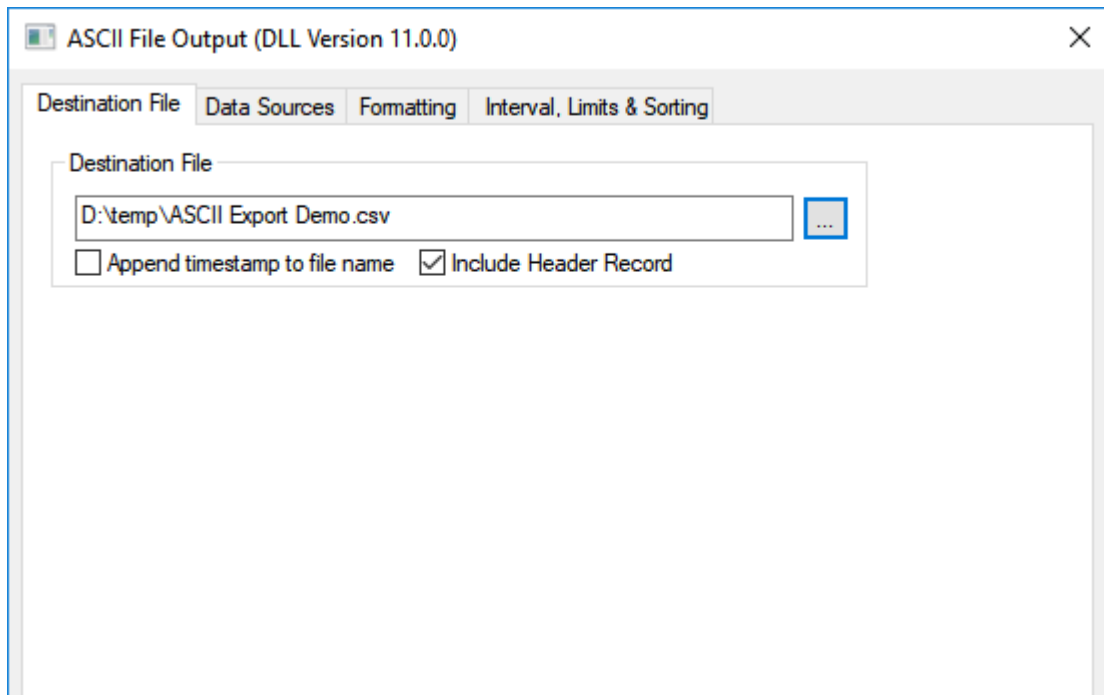 ASCII File Output (DLL Version 11.0.0)
Destination File Data Sources Formatting Interval, Limits & Sorting
Destination File
D:\temp\ASCII Export Demo.csv ...
Append timestamp to file name Include Header Record